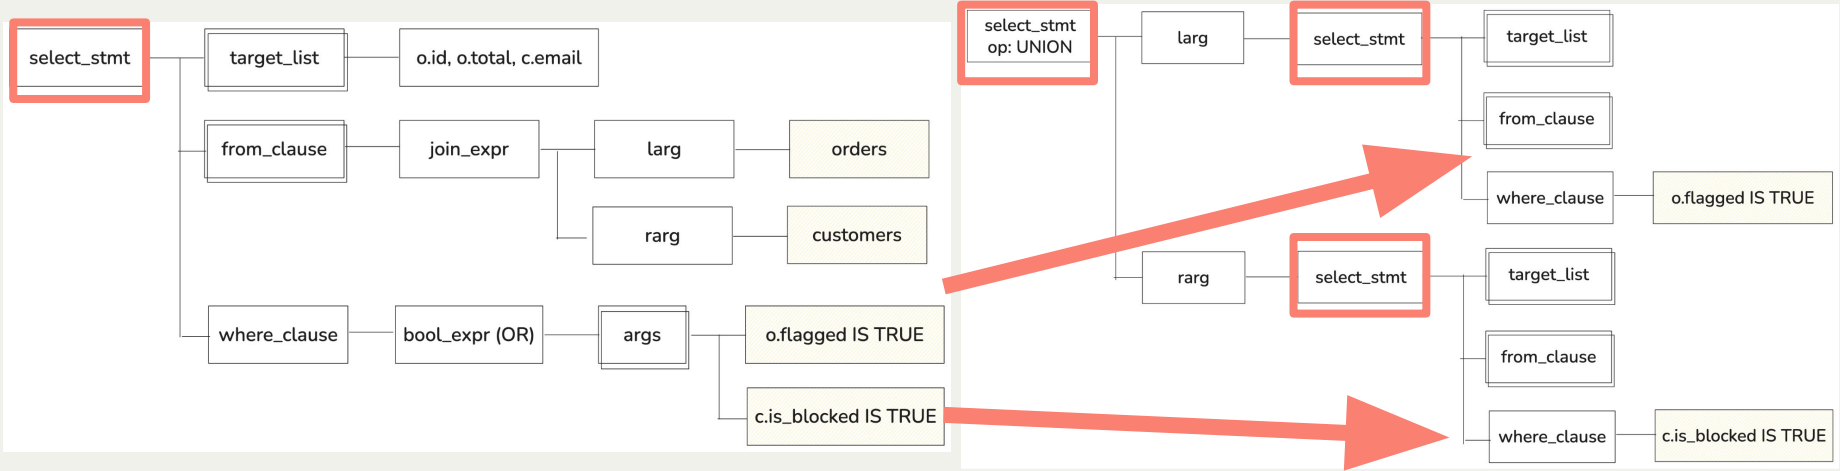 select_stmt
target_list
o.id, o.total, c.email
from_clause
join_expr
larg
orders
rarg
customers
where_clause
bool_expr (OR)
args
o.flagged IS TRUE
c.is_blocked IS TRUE
select_stmt
op: UNION
larg
select_stmt
target_list
from_clause
where_clause
o.flagged IS TRUE
rarg
select_stmt
target_list
from_clause
where_clause
c.is_blocked IS TRUE